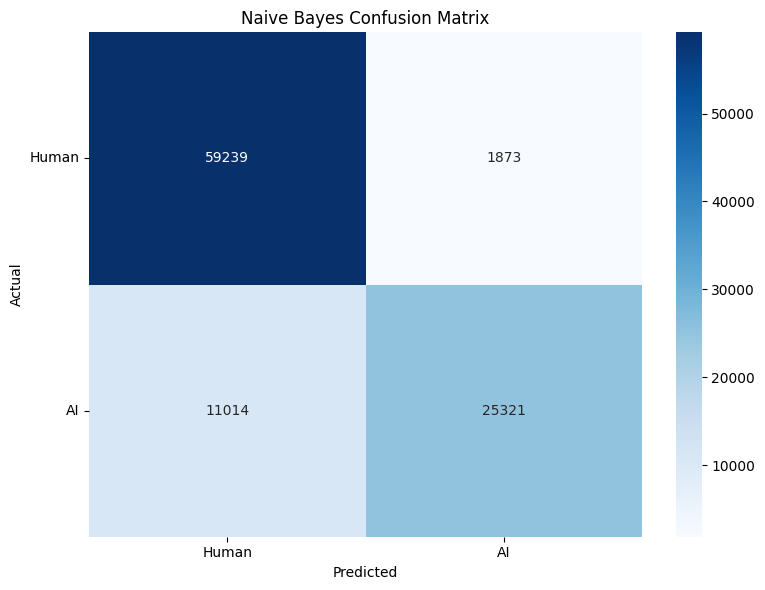 Naive Bayes Confusion Matrix
Actual
Human
AI
59239
1873
11014
25321
Human
AI
Predicted
50000
40000
30000
20000
10000